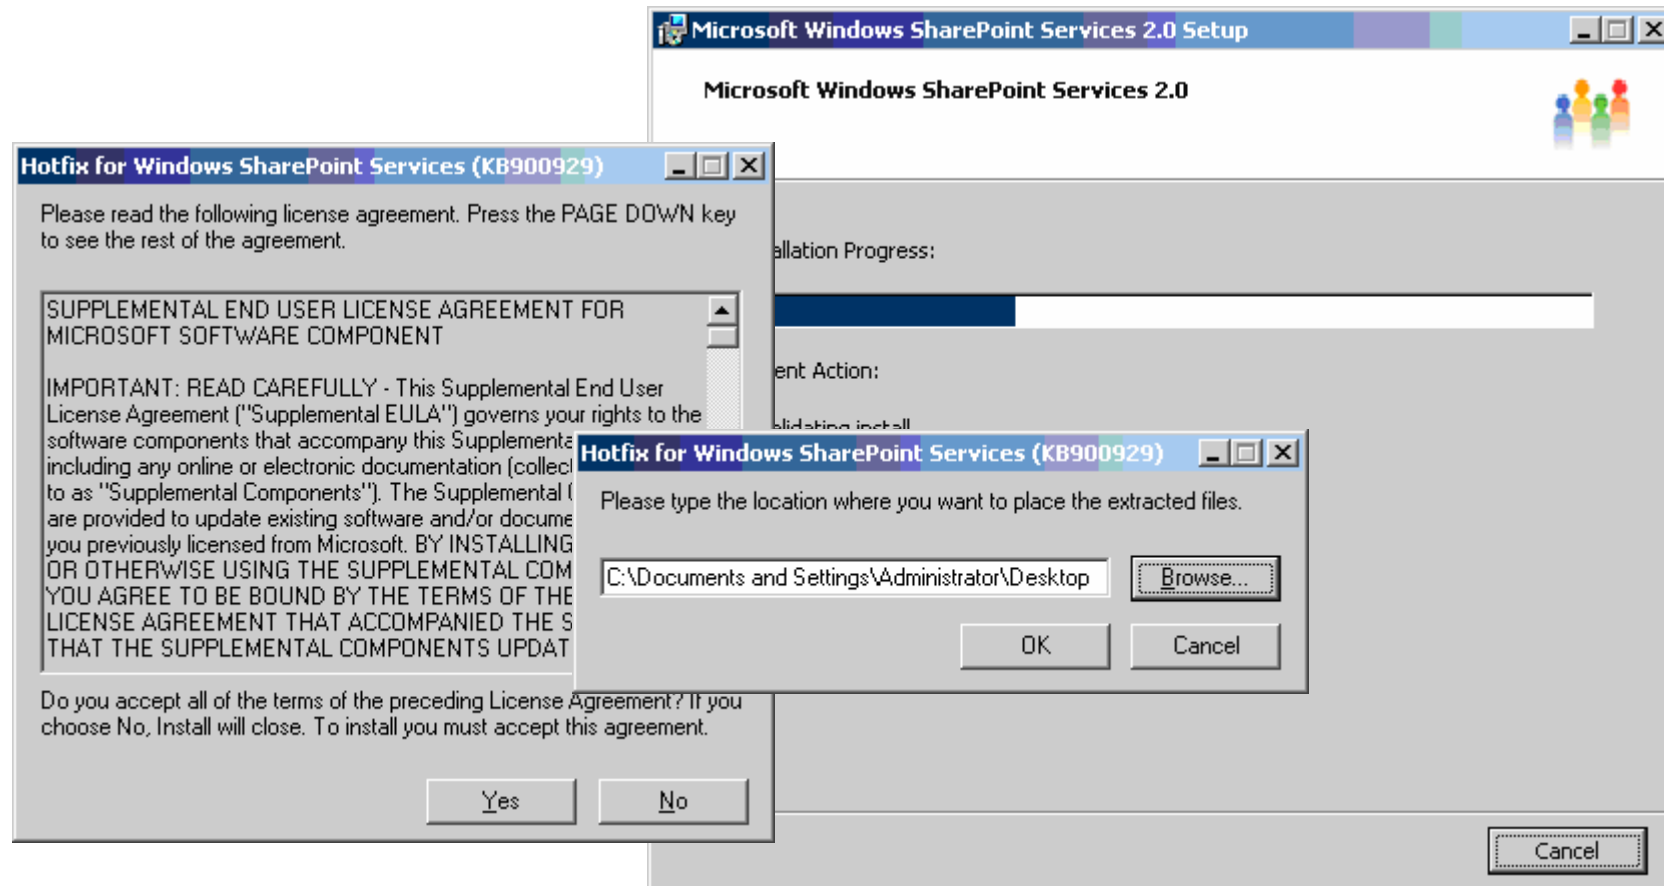 Microsoft Windows SharePoint Services 2.0 Setup
Microsoft Windows SharePoint Services 2.0
Hotfix for Windows SharePoint Services (KB900929)
Please read the following license agreement. Press the PAGE DOWN key
to see the rest of the agreement.
SUPPLEMENTAL END USER LICENSE AGREEMENT FOR
MICROSOFT SOFTWARE COMPONENT
IMPORTANT: READ CAREFULLY - This Supplemental End User
License Agreement ("Supplemental EULA") governs your rights to the
software components that accompany this Supplementa
including any online or electronic documentation (collec
to as "Supplemental Components"). The Supplemental
are provided to update existing software and/or docume
you previously licensed from Microsoft. BY INSTALLING
OR OTHERWISE USING THE SUPPLEMENTAL COM
YOU AGREE TO BE BOUND BY THE TERMS OF THE
LICENSE AGREEMENT THAT ACCOMPANIED THE S
THAT THE SUPPLEMENTAL COMPONENTS UPDAT
Do you accept all of the terms of the preceding License Agreement? If you
choose No, Install will close. To install you must accept this agreement.
Yes
No
allation Progress:
ent Action:
lidating install
Hotfix for Windows SharePoint Services (KB900929)
Please type the location where you want to place the extracted files.
C:\Documents and Settings\Administrator\Desktop
Browse...
OK
Cancel
Cancel